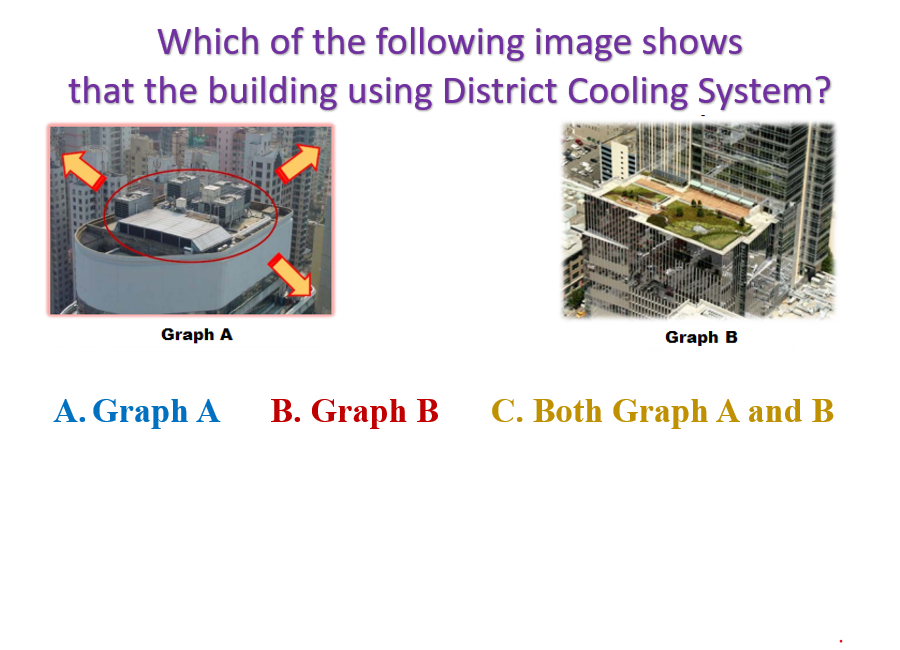 Which of the following image shows
that the building using District Cooling System?
Graph A
Graph B
A. Graph A B. Graph B C. Both Graph A and B